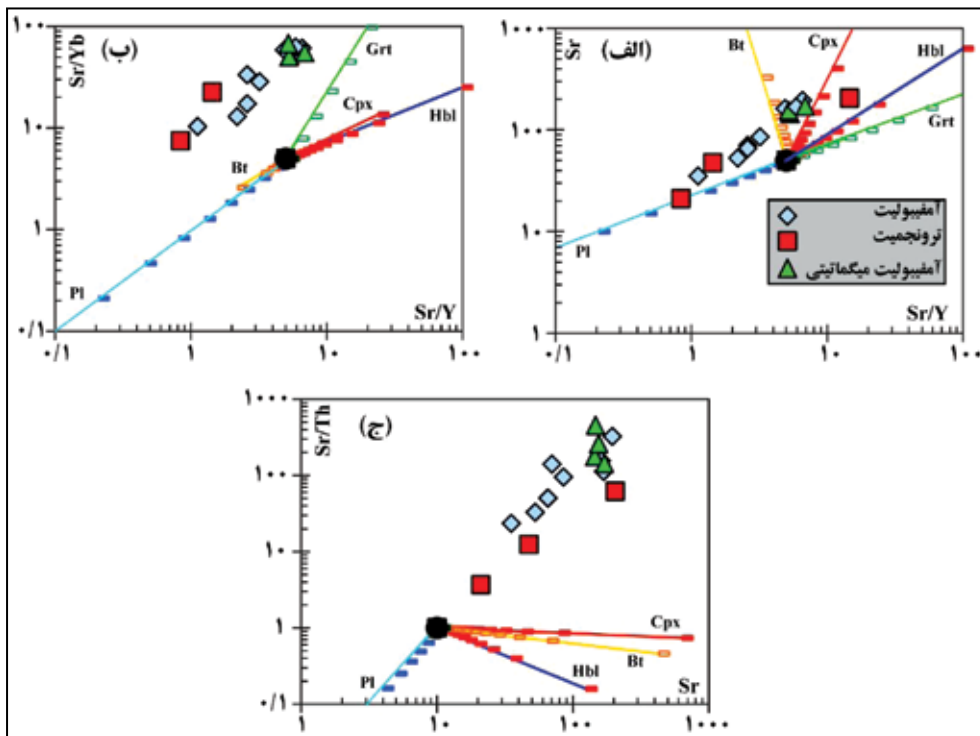 (ب)
Sr/Yb
۱۰۰
۱۰
۱
۰/۱
Grt
Cpx
Hbl
Bt
Pl
Sr/Y
۰/۱
۱
۱۰
۱۰۰
(الف)
Sr
۱۰۰۰
۱۰۰
۱۰
۱
Bt
Cpx
Hbl
Grt
Pl
آمفیبولیت
ترونجمیت
آمفیبولیت میگماتیتی
Sr/Y
۰/۱
۱
۱۰
۱۰۰
(ج)
Sr/Th
۱۰۰۰
۱۰۰
۱۰
۱
۰/۱
Cpx
Bt
Hbl
Pl
Sr
۱
۱۰
۱۰۰
۱۰۰۰